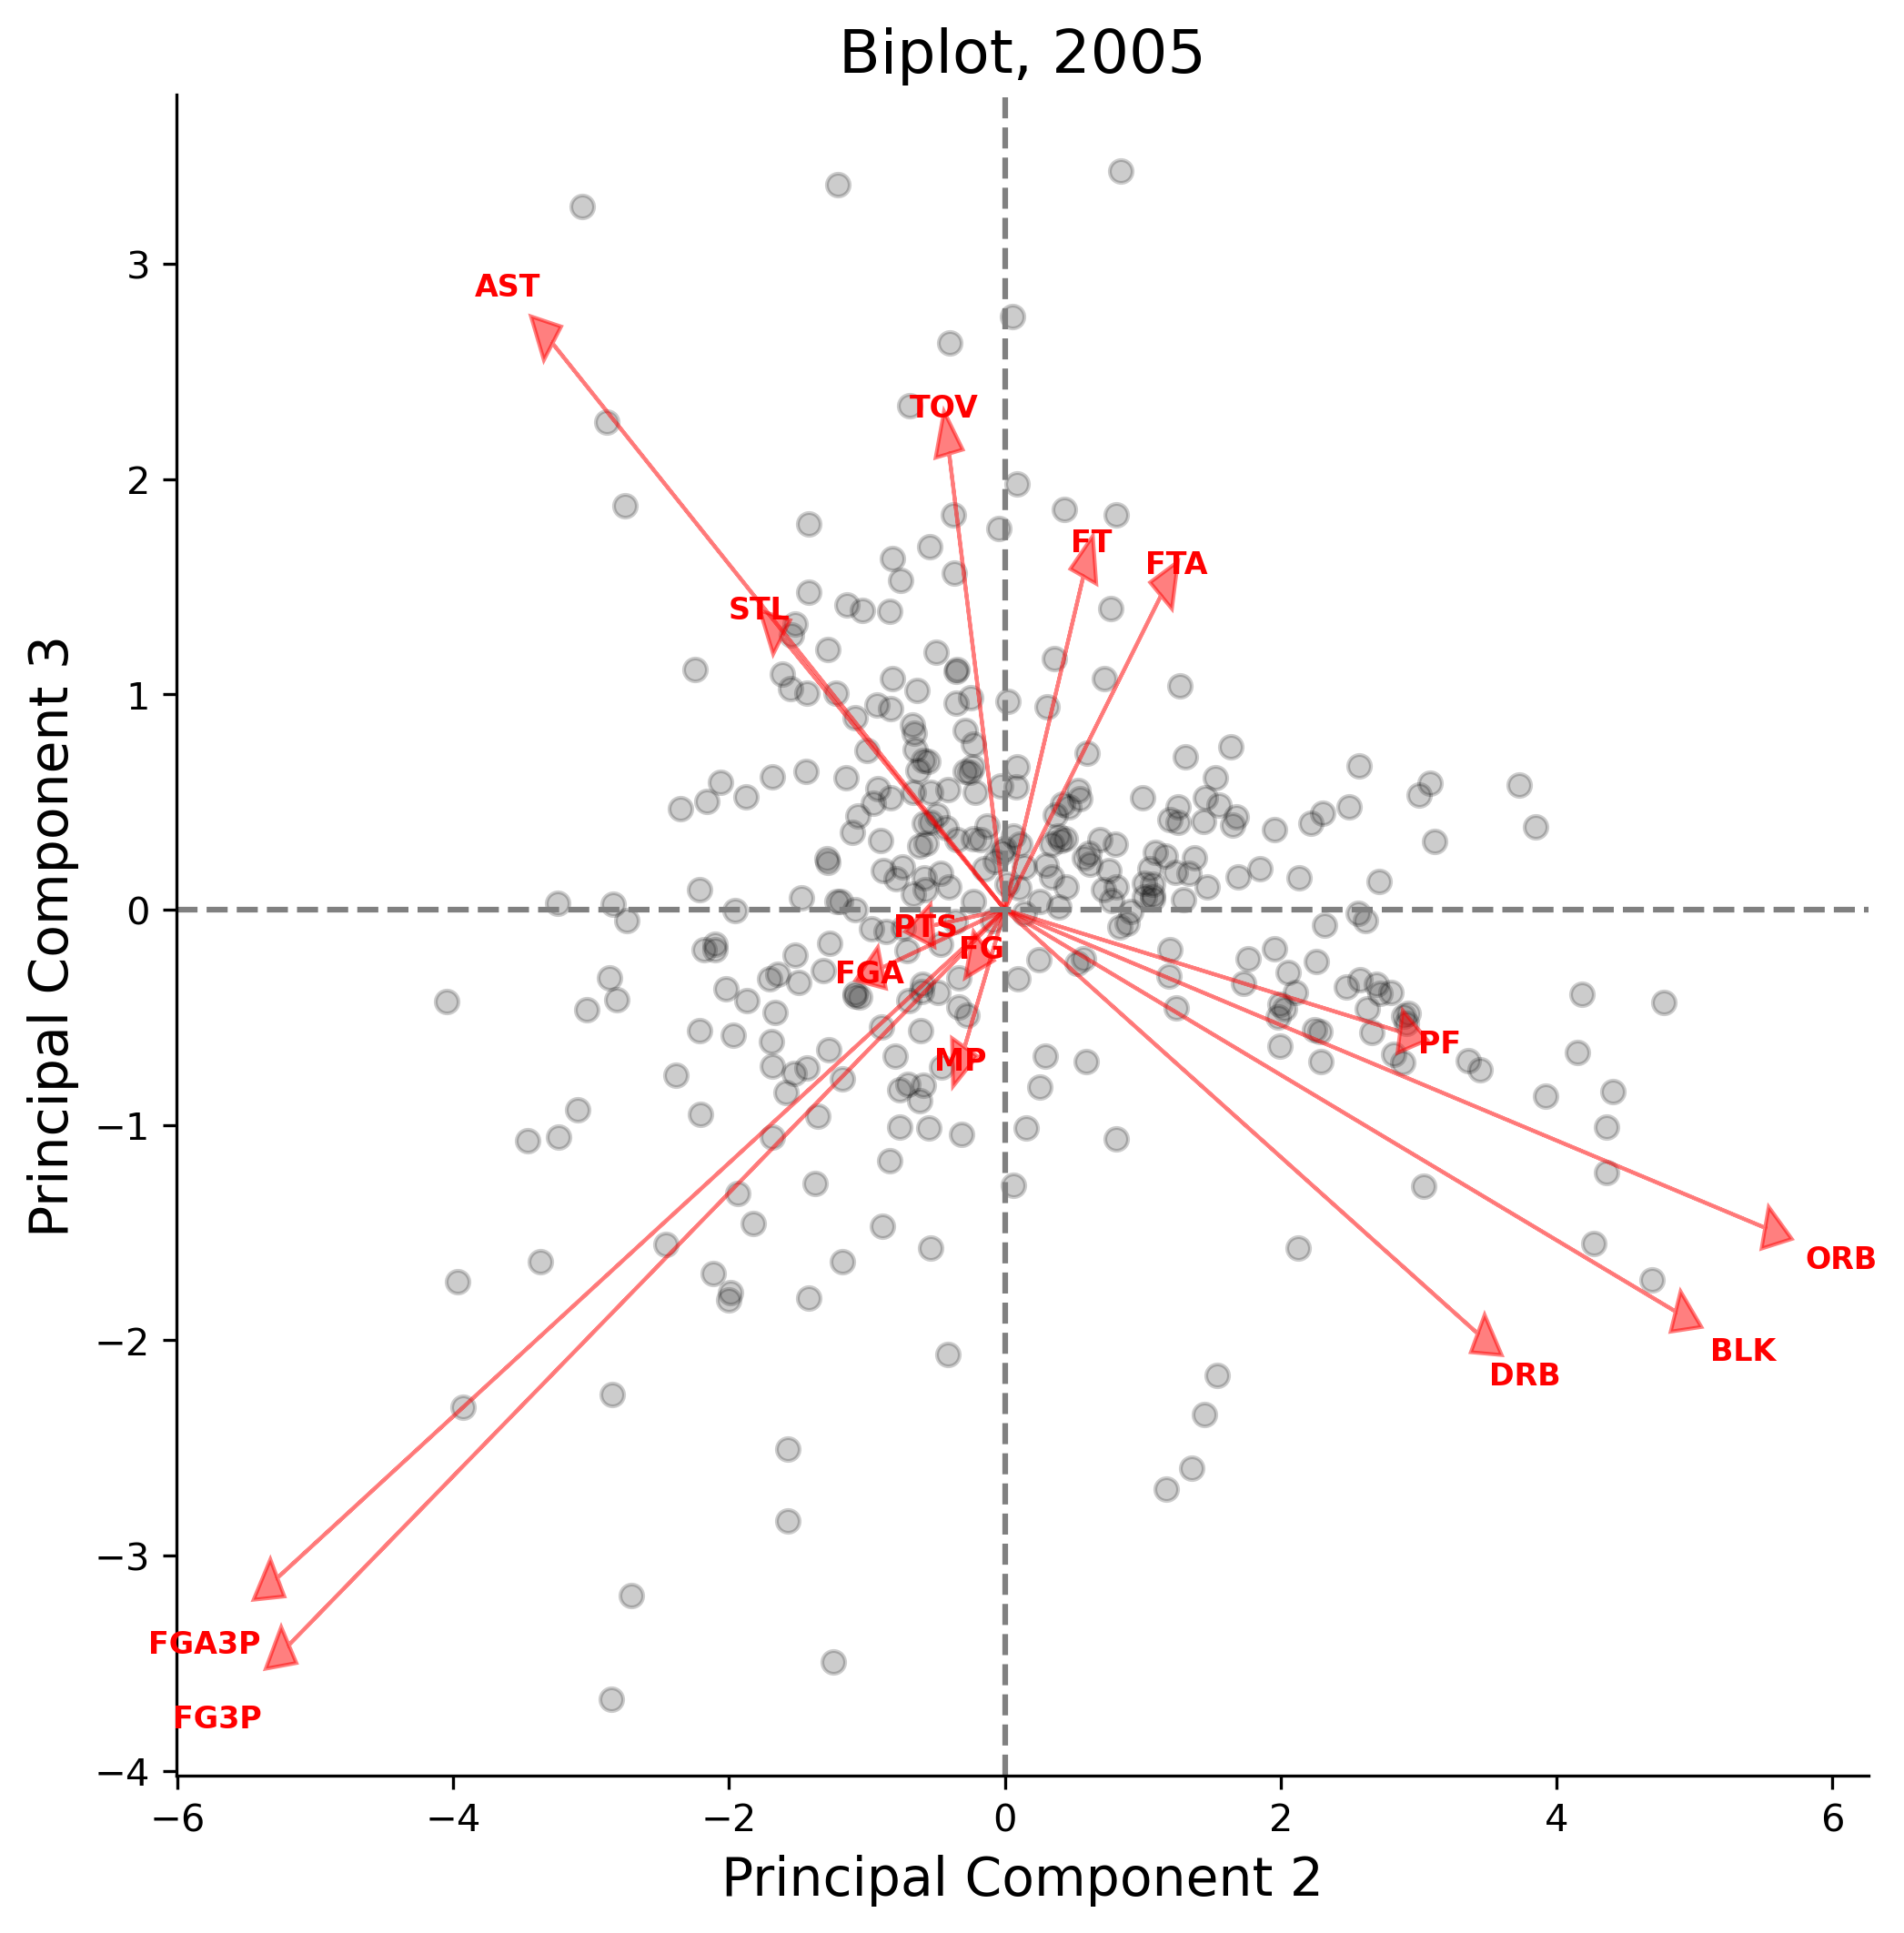 Biplot, 2005
Principal Component 3
3
2
1
0
−1
−2
−3
−4
AST
TOV
FT
FTA
STL
PTS
FG
FGA
MP
PF
ORB
BLK
DRB
FGA3P
FG3P
−6
−4
−2
0
2
4
6
Principal Component 2